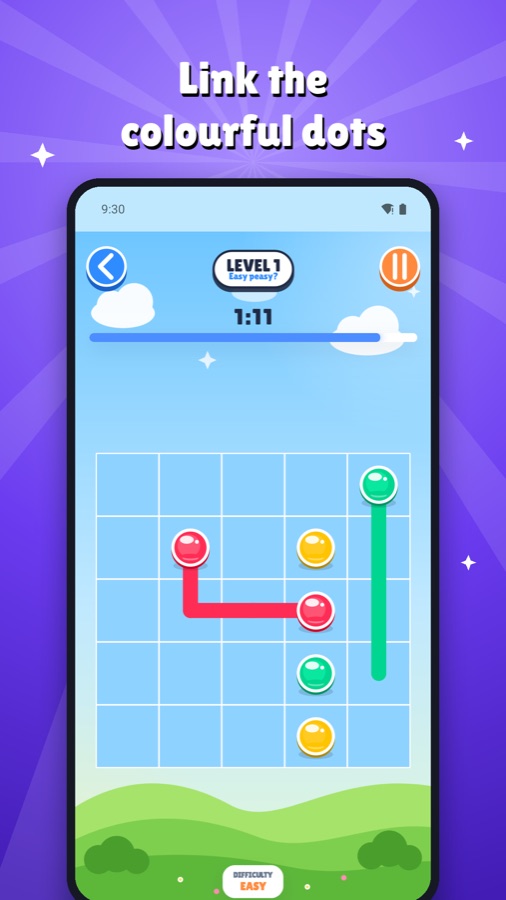 Link the
colourful dots
9:30
LEVEL 1
Easy peasy?
1:11
DIFFICULTY
EASY